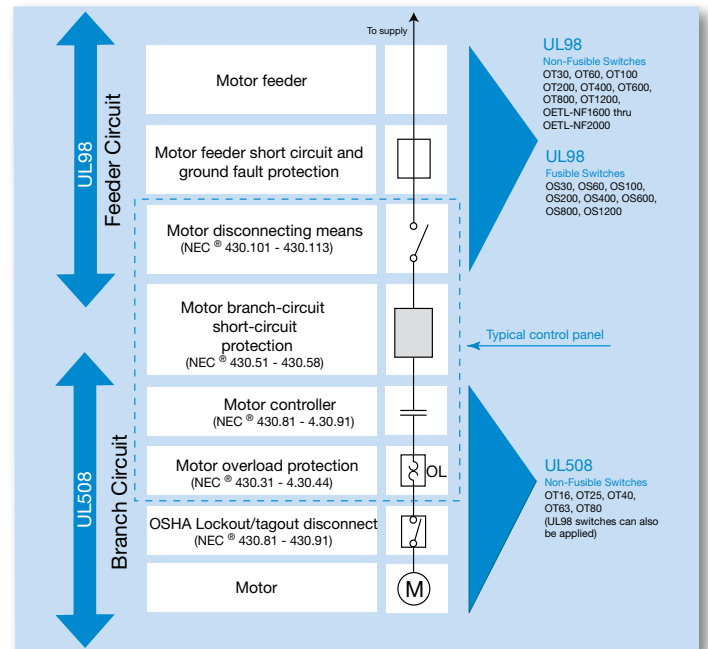 To supply
UL98
Feeder Circuit
Motor feeder
Motor feeder short circuit and
ground fault protection
Motor disconnecting means
(NEC ® 430.101 - 430.113)
Motor branch-circuit
short-circuit
protection
(NEC ® 430.51 - 430.58)
UL508
Branch Circuit
Motor controller
(NEC ® 430.81 - 4.30.91)
Motor overload protection
(NEC ® 430.31 - 4.30.44)
OL
OSHA Lockout/tagout disconnect
(NEC ® 430.81 - 430.91)
Motor
M
UL98
Non-Fusible Switches
OT30, OT60, OT100
OT200, OT400, OT600,
OT800, OT1200,
OETL-NF1600 thru
OETL-NF2000
UL98
Fusible Switches
OS30, OS60, OS100,
OS200, OS400, OS600,
OS800, OS1200
Typical control panel
UL508
Non-Fusible Switches
OT16, OT25, OT40,
OT63, OT80
(UL98 switches can also
be applied)